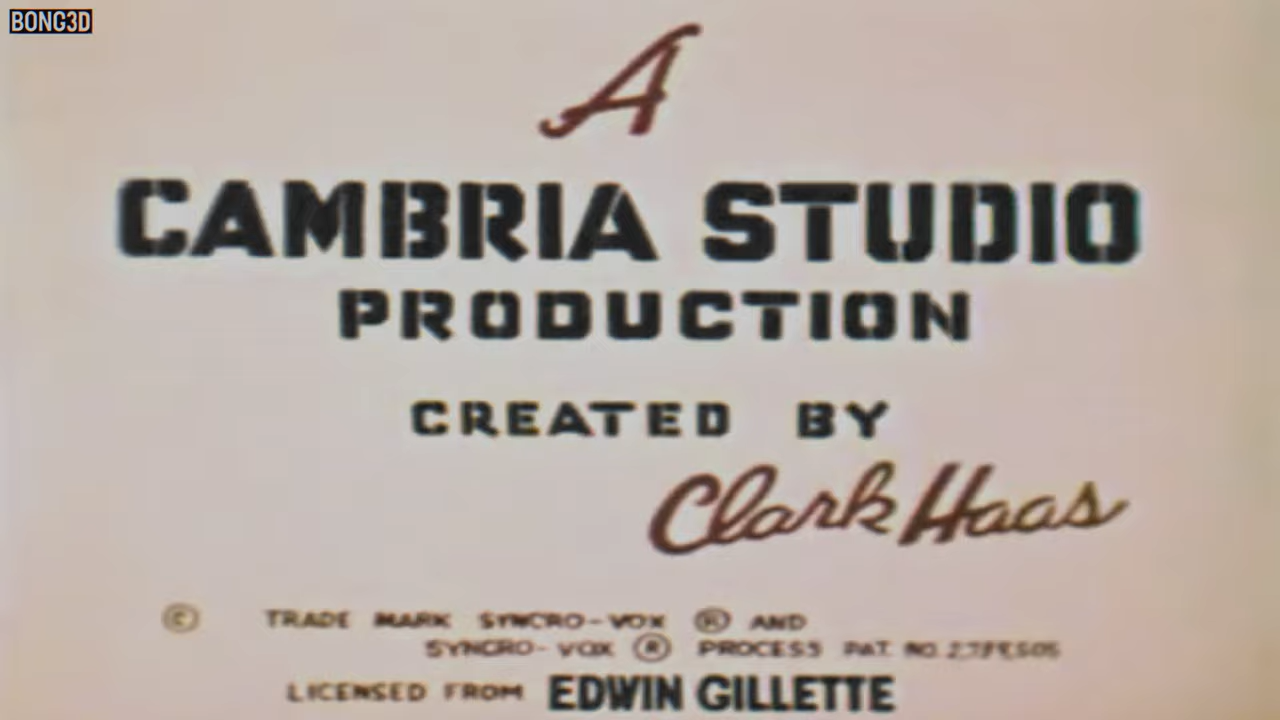 BONG3D
A
CAMBRIA STUDIO
PRODUCTION
CREATED BY
Clark Haas
© TRADE MARK SYNCRO-VOX ® AND
SYNCRO-VOX ® PROCESS PAT. NO.
LICENSED FROM EDWIN GILLETTE